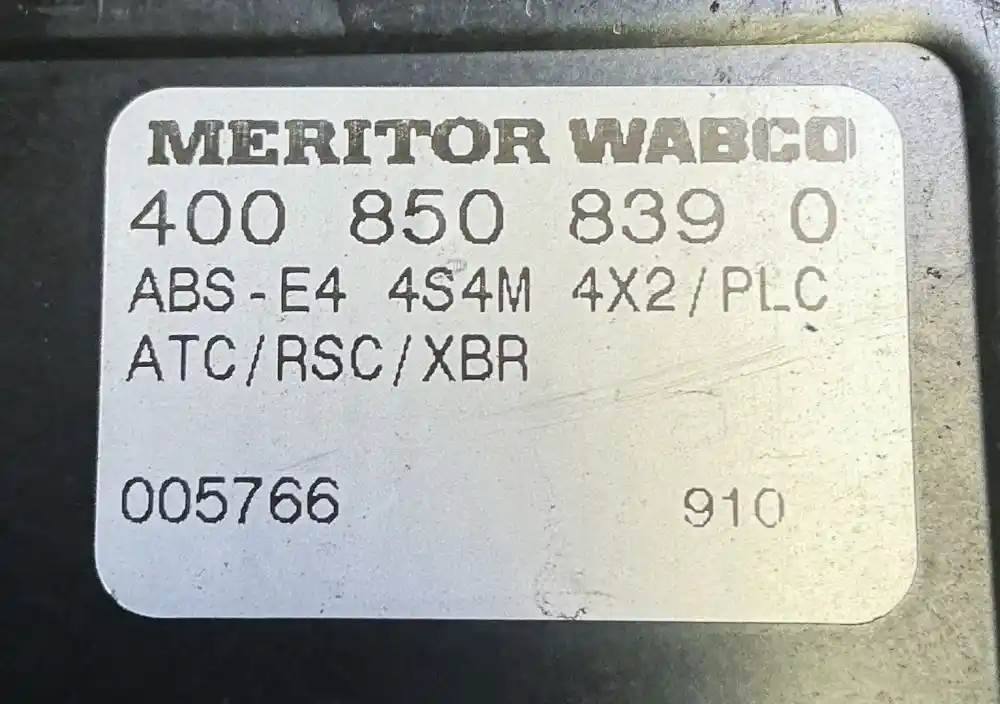 MERITOR WABCO
400 850 839 0
ABS-E4 4S4M 4X2/PLC
ATC/RSC/XBR
005766 910